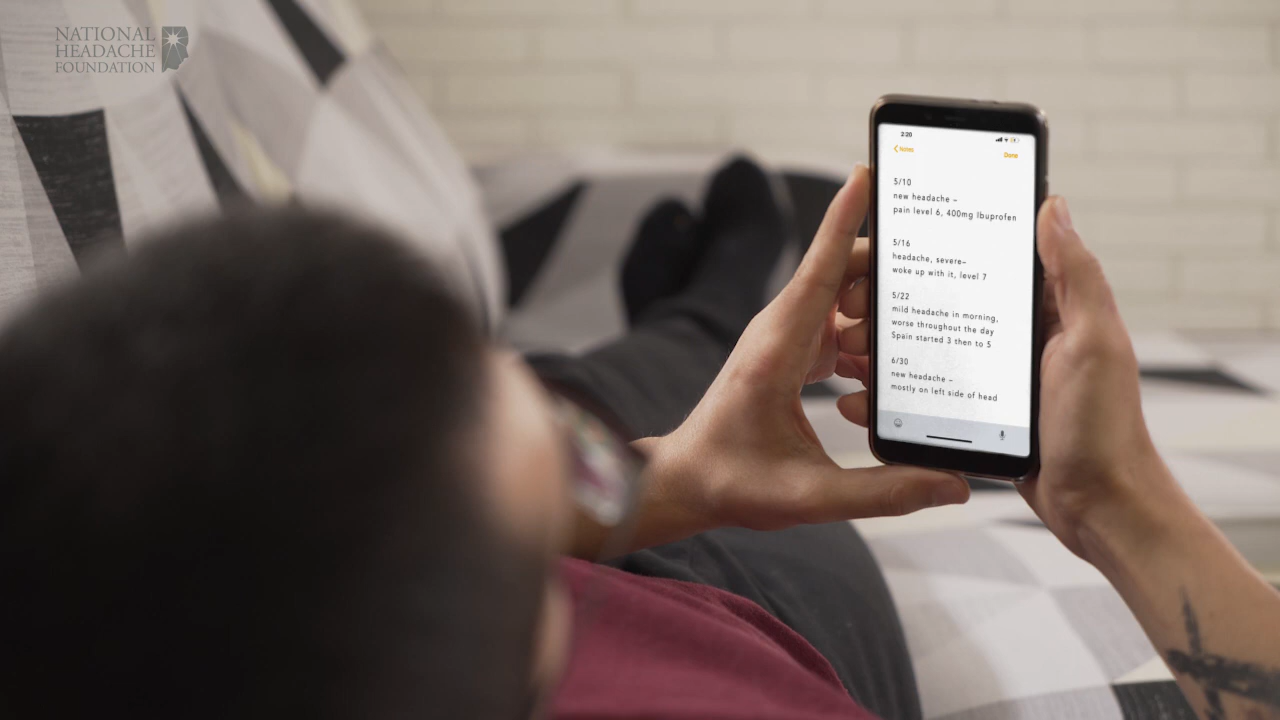 NATIONAL
HEADACHE
FOUNDATION
2:20
Notes
Done
5/10
new headache –
pain level 6, 400mg Ibuprofen
5/16
headache, severe–
woke up with it, level 7
5/22
mild headache in morning,
worse throughout the day
Spain started 3 then to 5
6/30
new headache –
mostly on left side of head